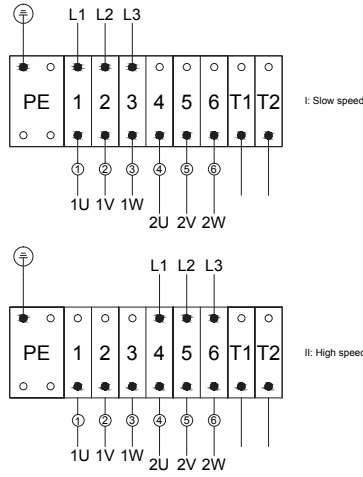 L1 L2 L3
PE 1 2 3 4 5 6 T1 T2
I: Slow speed
1 2 3 4 5 6
1U 1V 1W
2U 2V 2W
L1 L2 L3
PE 1 2 3 4 5 6 T1 T2
II: High speed
1 2 3 4 5 6
1U 1V 1W
2U 2V 2W